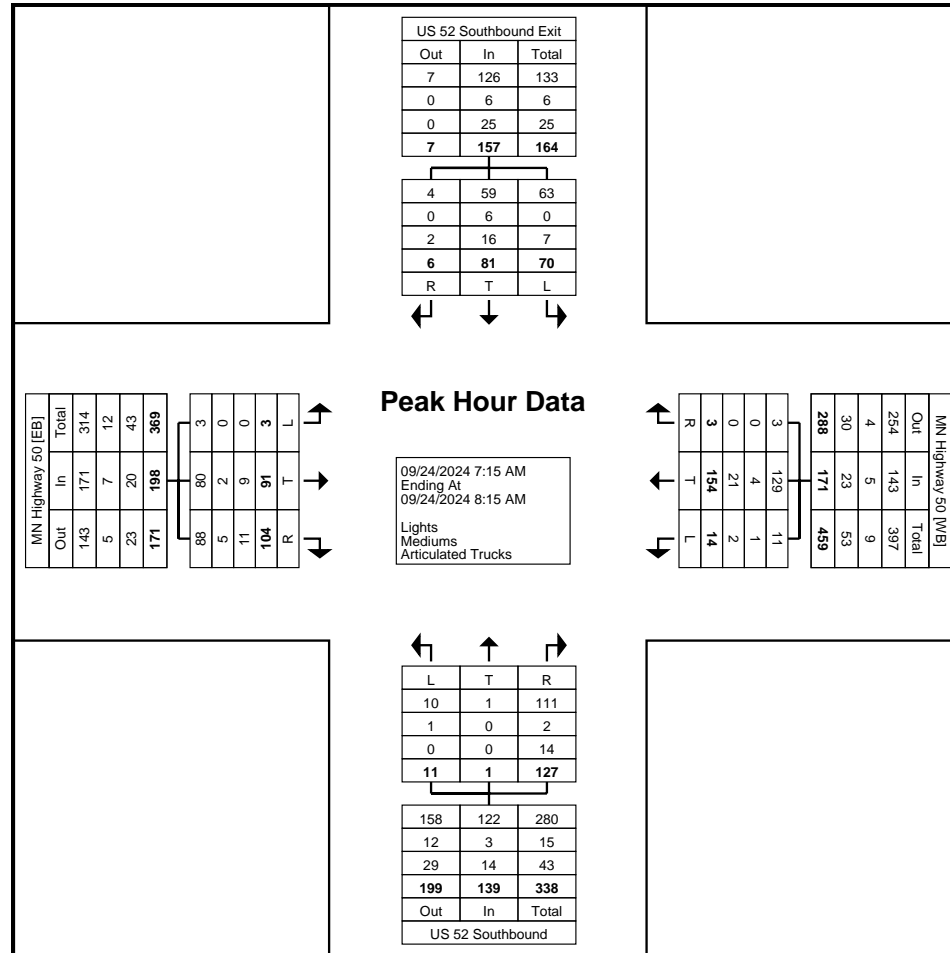 US 52 Southbound Exit
Out In Total
7 126 133
0 6 6
0 25 25
7 157 164
4 59 63
0 6 0
2 16 7
6 81 70
R T L
MN Highway 50 [EB]
Total In Out
314 171 143
12 7 5
43 20 23
369 198 171
3 80 88
0 2 5
0 9 11
3 91 104
L T R
Peak Hour Data
09/24/2024 7:15 AM
Ending At
09/24/2024 8:15 AM
Lights
Mediums
Articulated Trucks
MN Highway 50 [WB]
Out In Total
254 143 397
4 5 9
30 23 53
288 171 459
3 129 11
0 4 1
0 21 2
3 154 14
R T L
L T R
10 1 111
1 0 2
0 0 14
11 1 127
158 122 280
12 3 15
29 14 43
199 139 338
Out In Total
US 52 Southbound